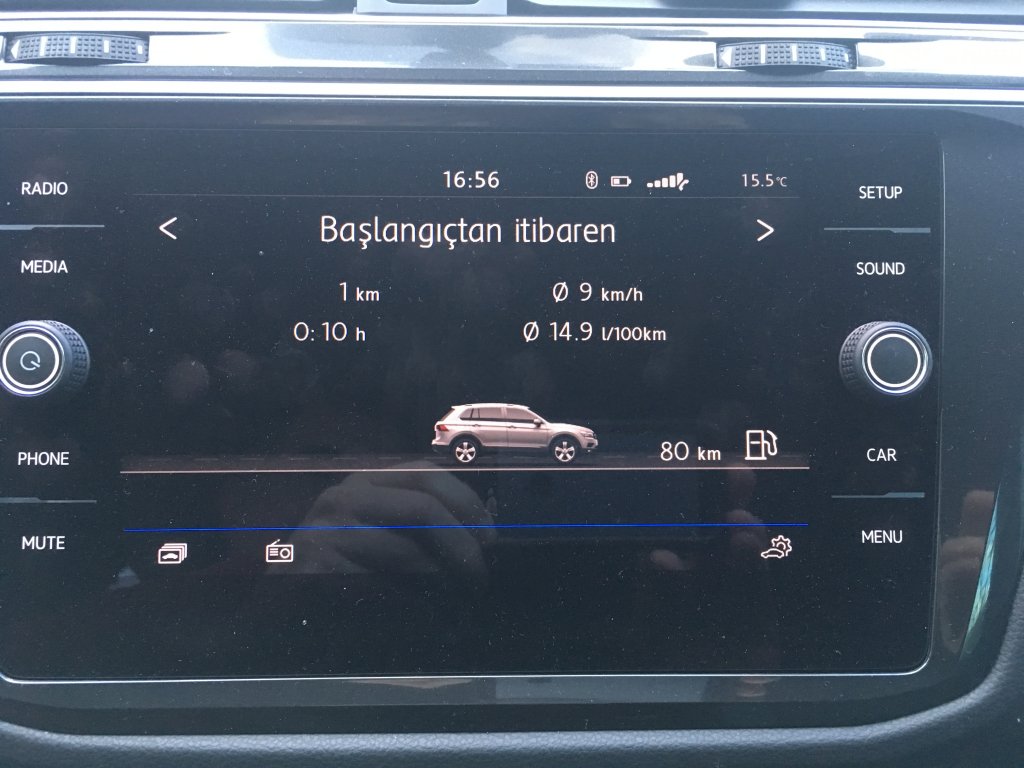 16:56 15.5°C
RADIO
SETUP
< Başlangıçtan itibaren >
MEDIA
SOUND
1 km Ø 9 km/h
0:10 h Ø 14.9 l/100km
80 km
PHONE
CAR
MUTE
MENU